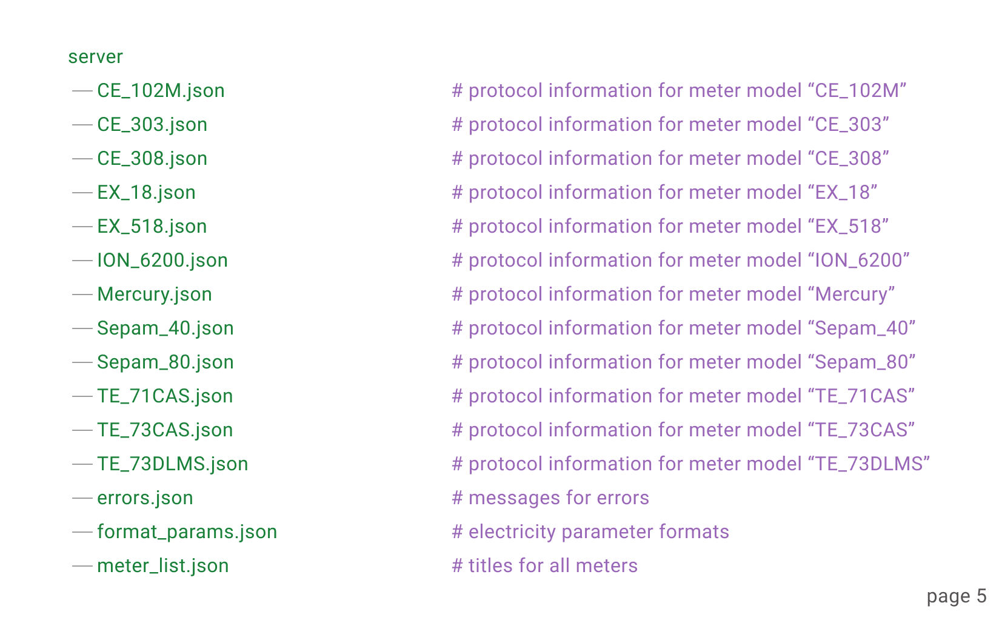 server
— CE_102M.json # protocol information for meter model “CE_102M”
— CE_303.json # protocol information for meter model “CE_303”
— CE_308.json # protocol information for meter model “CE_308”
— EX_18.json # protocol information for meter model “EX_18”
— EX_518.json # protocol information for meter model “EX_518”
— ION_6200.json # protocol information for meter model “ION_6200”
— Mercury.json # protocol information for meter model “Mercury”
— Sepam_40.json # protocol information for meter model “Sepam_40”
— Sepam_80.json # protocol information for meter model “Sepam_80”
— TE_71CAS.json # protocol information for meter model “TE_71CAS”
— TE_73CAS.json # protocol information for meter model “TE_73CAS”
— TE_73DLMS.json # protocol information for meter model “TE_73DLMS”
— errors.json # messages for errors
— format_params.json # electricity parameter formats
— meter_list.json # titles for all meters
page 5